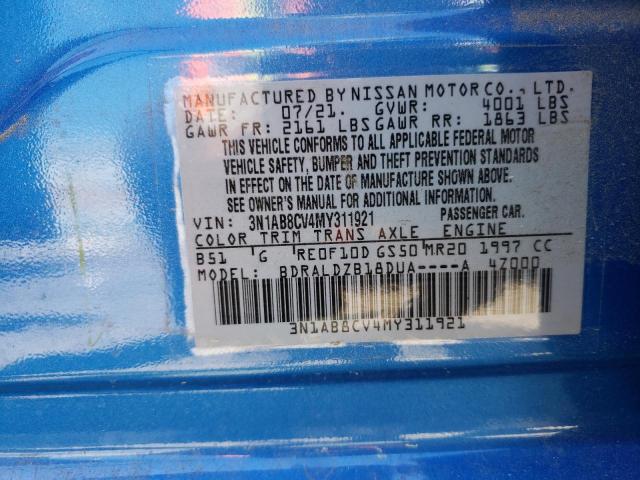 MANUFACTURED BY NISSAN MOTOR CO., LTD.
DATE: 07/21. GVWR: 4001 LBS
GAWR FR: 2161 LBS GAWR RR: 1863 LBS
THIS VEHICLE CONFORMS TO ALL APPLICABLE FEDERAL MOTOR
VEHICLE SAFETY, BUMPER AND THEFT PREVENTION STANDARDS
IN EFFECT ON THE DATE OF MANUFACTURE SHOWN ABOVE.
SEE OWNER'S MANUAL FOR ADDITIONAL INFORMATION.
VIN: 3N1AB8CV4MY311921 PASSENGER CAR.
COLOR TRIM TRANS AXLE ENGINE
B51 G RE0F10D GS50 MR20 1997 CC
MODEL: BDRALDZB18DUA----A 4Z000
3N1AB8CV4MY311921